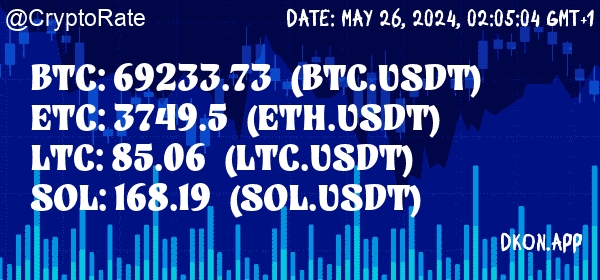 @CryptoRate
DATE: MAY 26, 2024, 02:05:04 GMT+1
BTC: 69233.73 (BTC.USDT)
ETC: 3749.5 (ETH.USDT)
LTC: 85.06 (LTC.USDT)
SOL: 168.19 (SOL.USDT)
DKON.APP